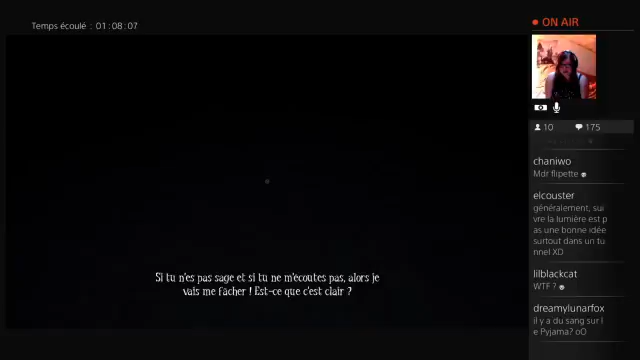 Temps écoulé : 01:08:07
ON AIR
10
175
chaniwo
Mdr flipette
elcouster
généralement, sui
vre la lumière est p
as une bonne idée
surtout dans un tu
nnel XD
lilblackcat
WTF ?
dreamylunarfox
il y a du sang sur l
e Pyjama? oO
Si tu n'es pas sage et si tu ne m'écoutes pas, alors je
vais me fâcher ! Est-ce que c'est clair ?